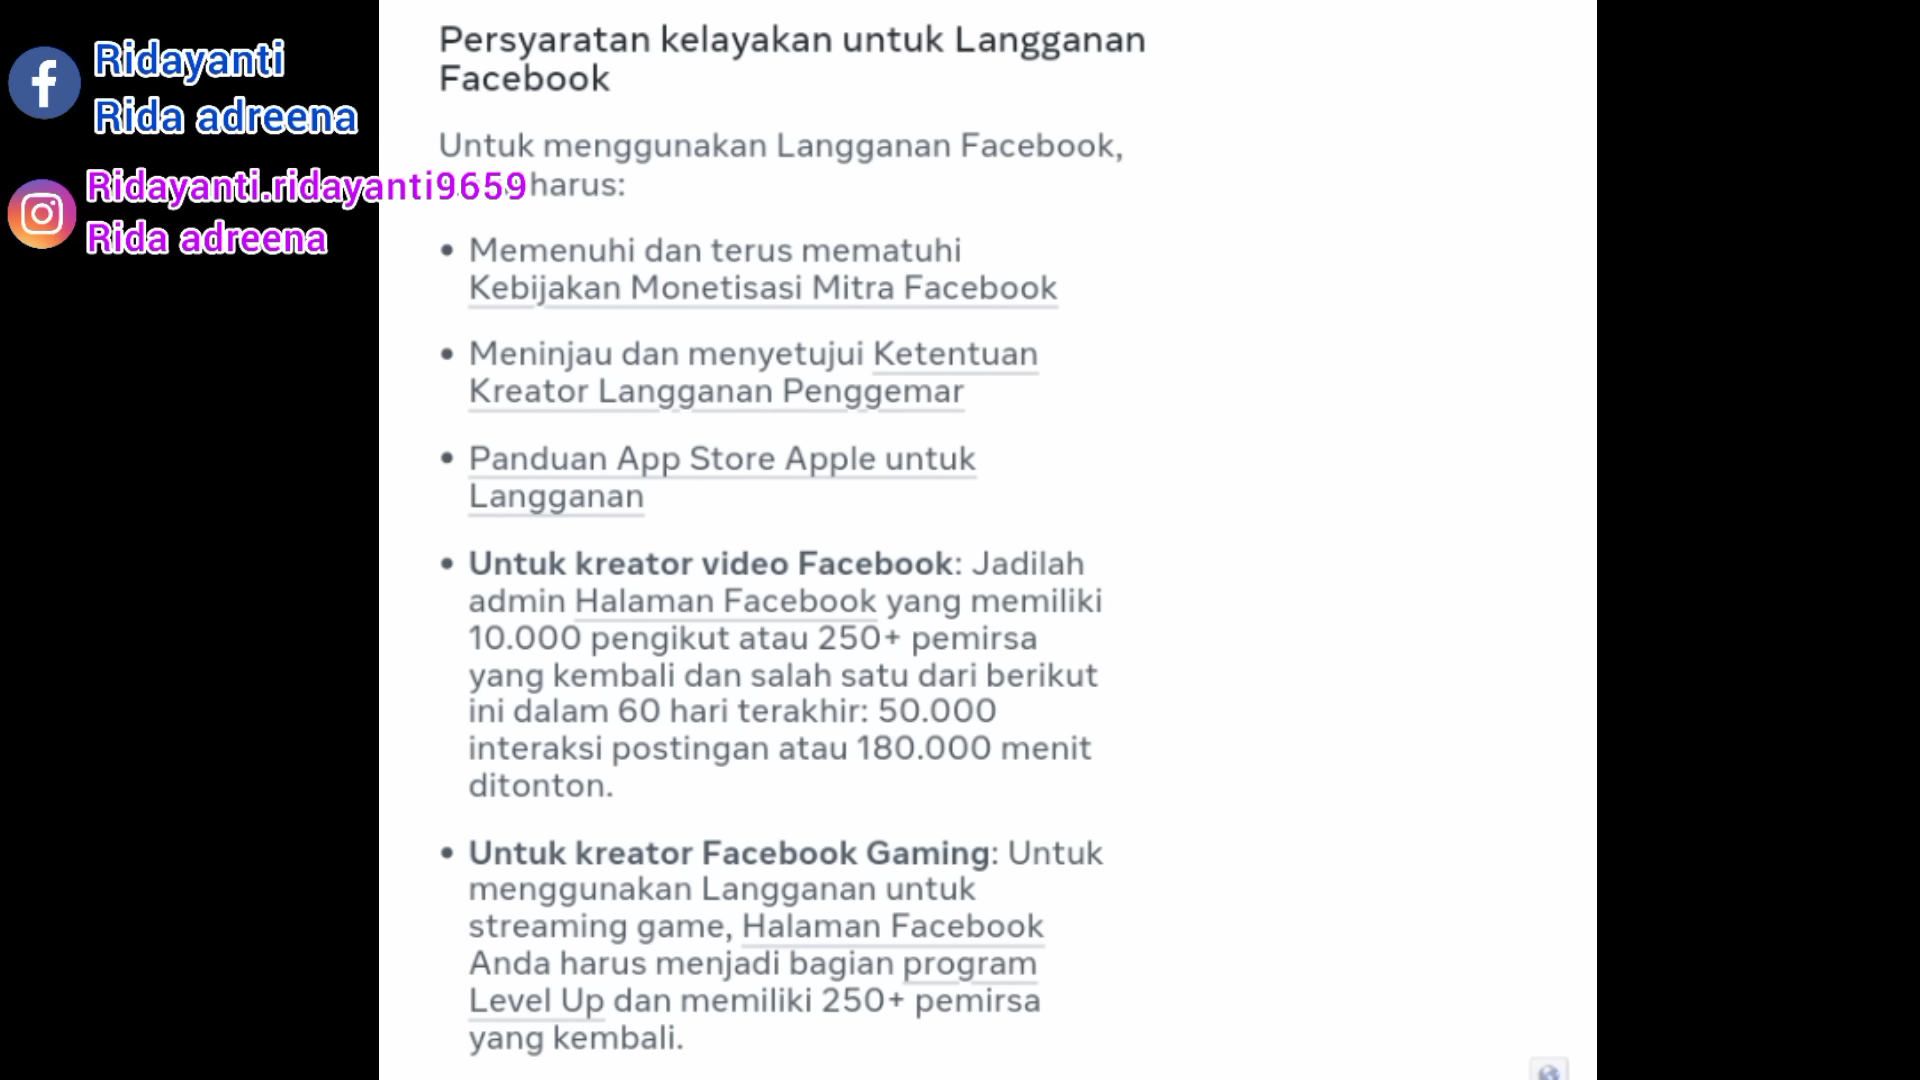 Ridayanti
Rida adreena
Ridayanti.ridayanti9659
Rida adreena
Persyaratan kelayakan untuk Langganan
Facebook
Untuk menggunakan Langganan Facebook,
harus:
• Memenuhi dan terus mematuhi
Kebijakan Monetisasi Mitra Facebook
• Meninjau dan menyetujui Ketentuan
Kreator Langganan Penggemar
• Panduan App Store Apple untuk
Langganan
• Untuk kreator video Facebook: Jadilah
admin Halaman Facebook yang memiliki
10.000 pengikut atau 250+ pemirsa
yang kembali dan salah satu dari berikut
ini dalam 60 hari terakhir: 50.000
interaksi postingan atau 180.000 menit
ditonton.
• Untuk kreator Facebook Gaming: Untuk
menggunakan Langganan untuk
streaming game, Halaman Facebook
Anda harus menjadi bagian program
Level Up dan memiliki 250+ pemirsa
yang kembali.